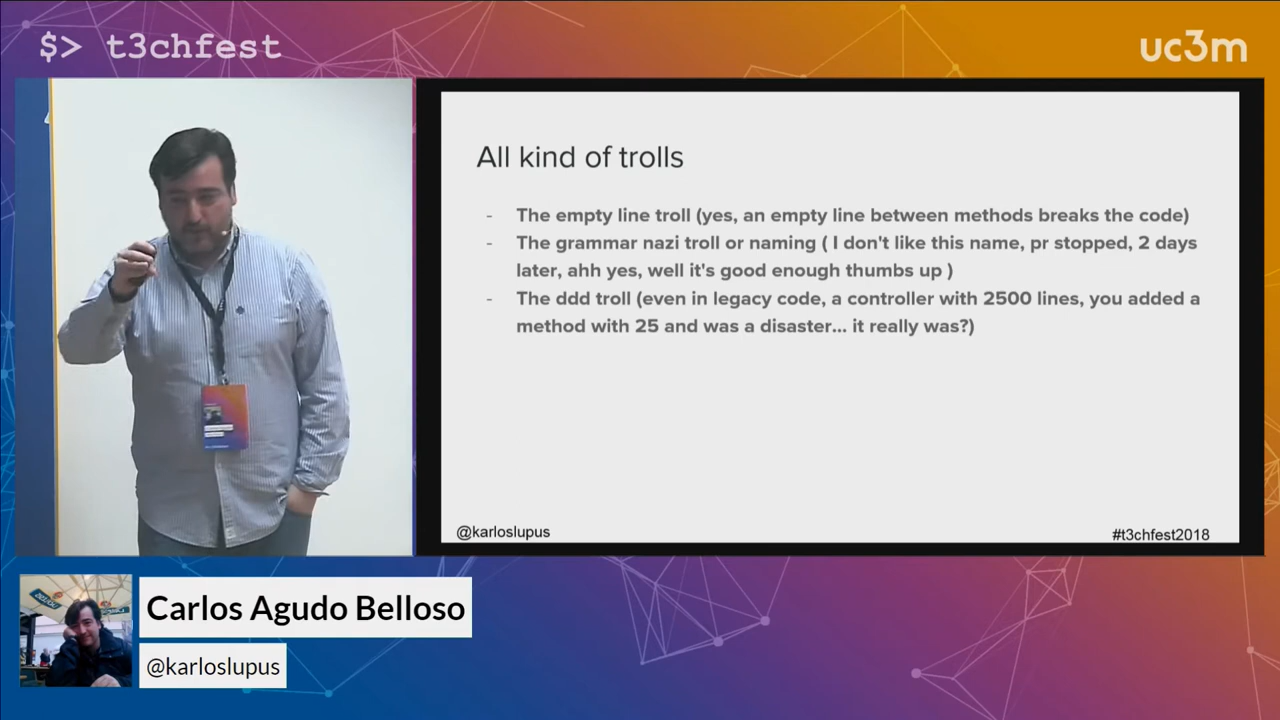 $> t3chfest
uc3m
All kind of trolls
- The empty line troll (yes, an empty line between methods breaks the code)
- The grammar nazi troll or naming ( I don't like this name, pr stopped, 2 days
later, ahh yes, well it's good enough thumbs up )
- The ddd troll (even in legacy code, a controller with 2500 lines, you added a
method with 25 and was a disaster... it really was?)
@karloslupus
#t3chfest2018
Carlos Agudo Belloso
@karloslupus